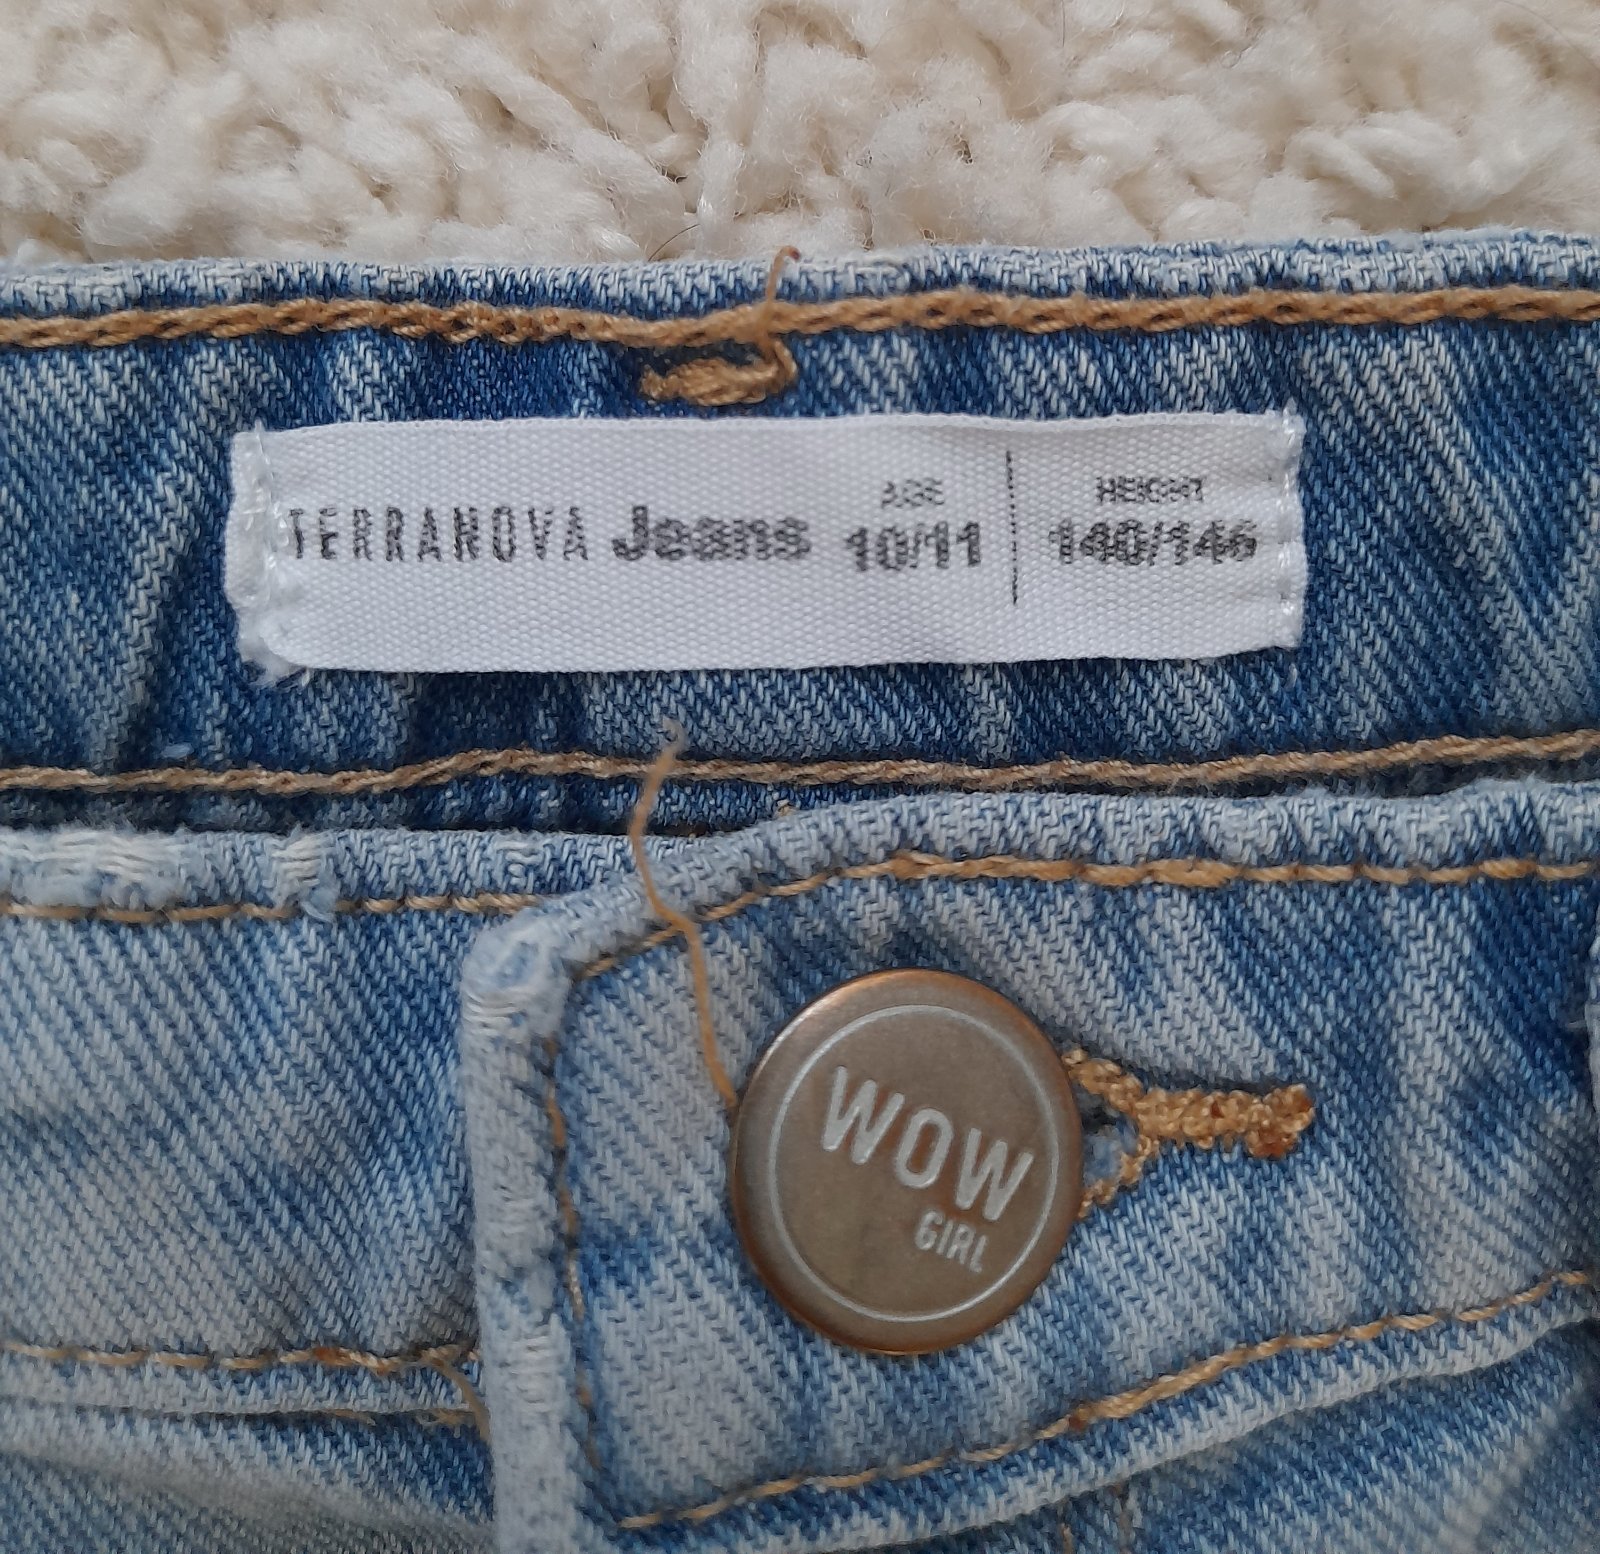 TERRANOVA Jeans
AGE
10/11
HEIGHT
140/146
WOW
GIRL